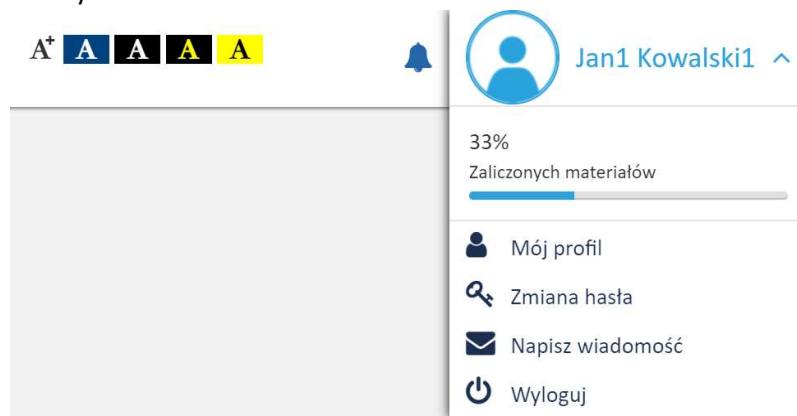 A+ A A A A
Jan1 Kowalski1
33%
Zaliczonych materiałów
Mój profil
Zmiana hasła
Napisz wiadomość
Wyloguj